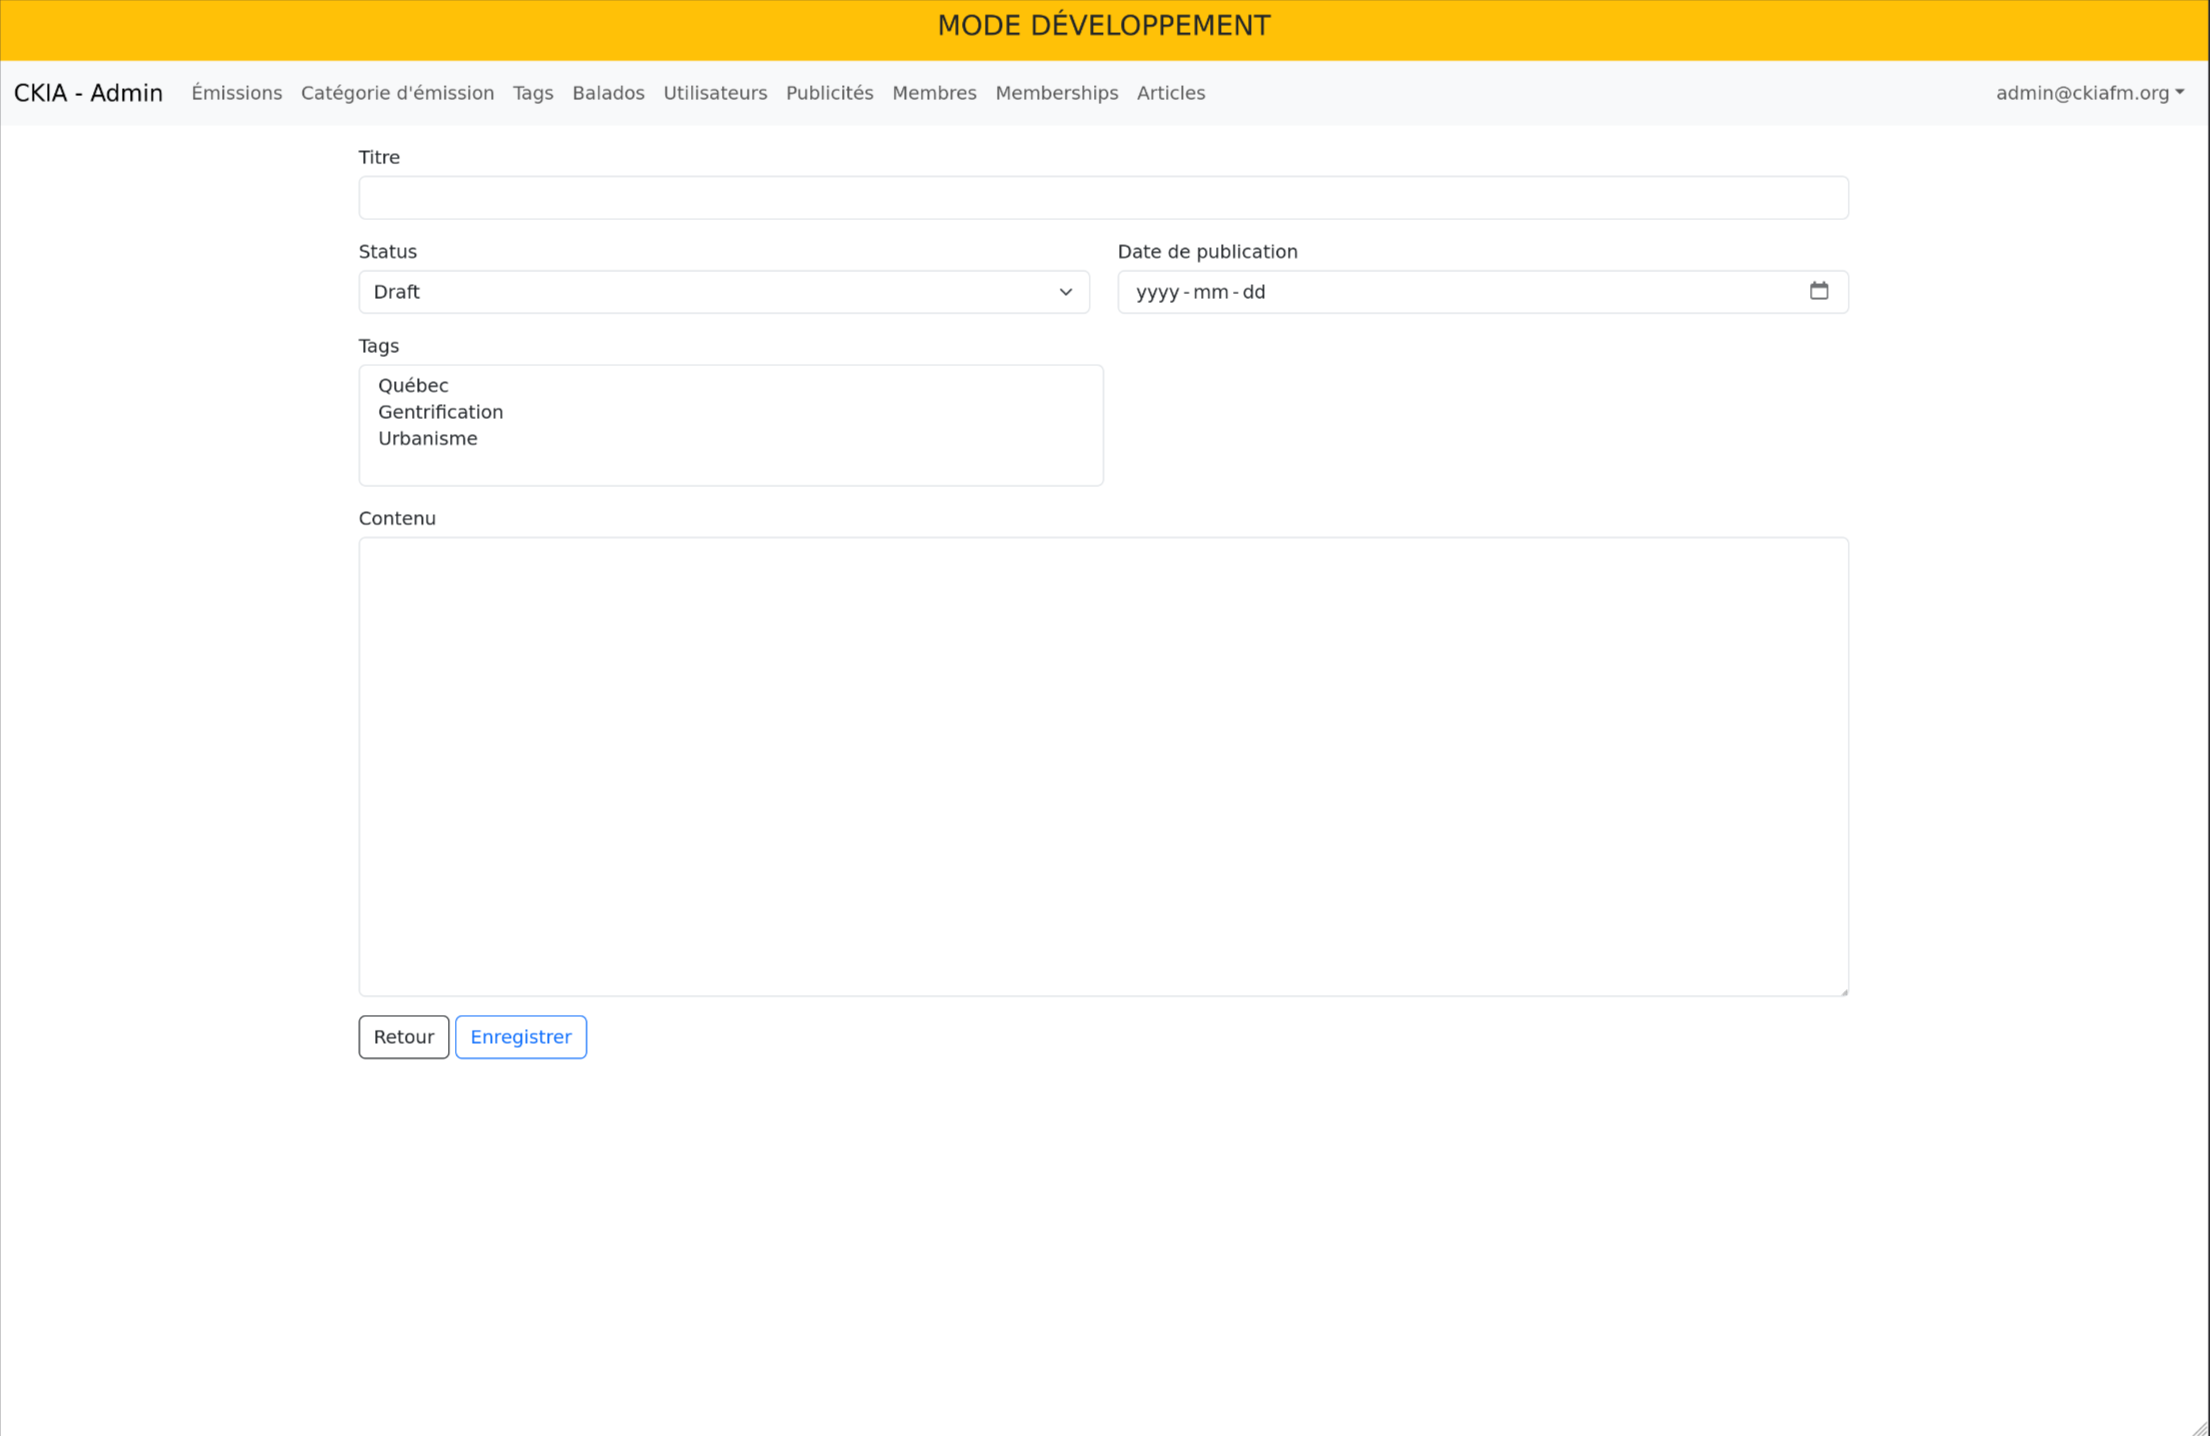 MODE DÉVELOPPEMENT
CKIA - Admin Émissions Catégorie d'émission Tags Balados Utilisateurs Publicités Membres Memberships Articles admin@ckiafm.org
Titre
Status Date de publication
Draft yyyy-mm-dd
Tags
Québec
Gentrification
Urbanisme
Contenu
Retour Enregistrer